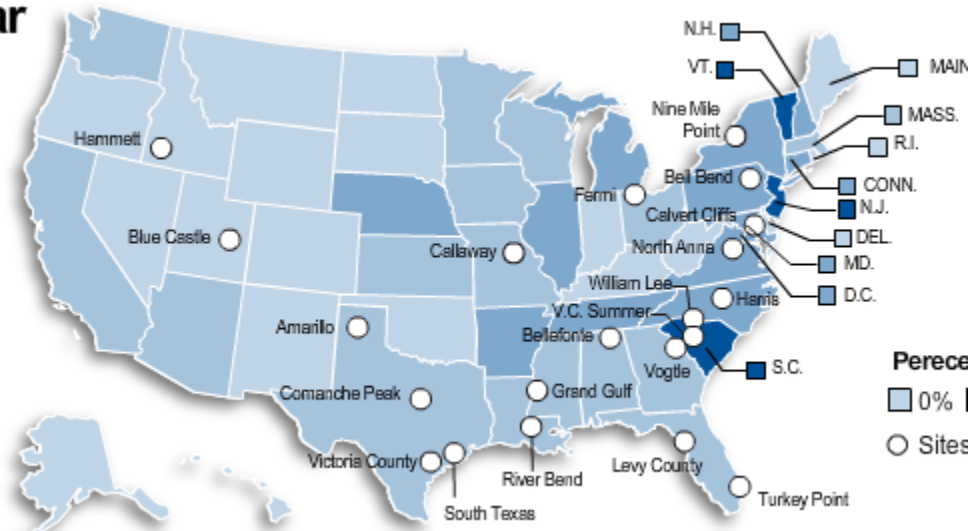 ar
N.H.
VT.
MAIN
Nine Mile
Point
MASS.
Hammett
R.I.
Bell Bend
CONN.
Fermi
N.J.
Calvert Cliffs
Blue Castle
DEL.
Callaway
North Anna
MD.
William Lee
D.C.
Harris
V.C. Summer
Amarillo
Bellefonte
Vogtle
S.C.
Perece
Comanche Peak
Grand Gulf
0%
Sites
Victoria County
Levy County
River Bend
Turkey Point
South Texas